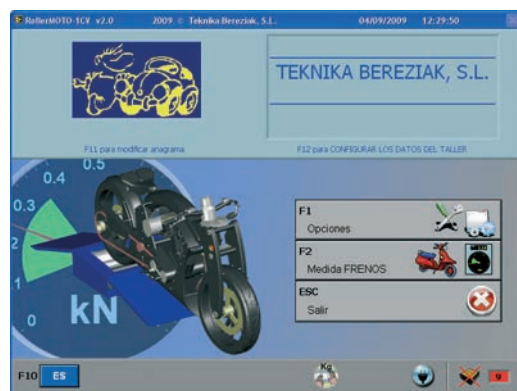 RollerMOTO-1CV v2.0 2009 © Teknika Bereziak, S.L. 04/09/2009 12:29:50
TEKNIKA BEREZIAK, S.L.
F11 para modificar anagrama
F12 para CONFIGURAR LOS DATOS DEL TALLER
0.5
0.4
0.3
2
1
0
kN
F1
Opciones
F2
Medida FRENOS
MOTO
ESC
Salir
F10 ES
Kg
9